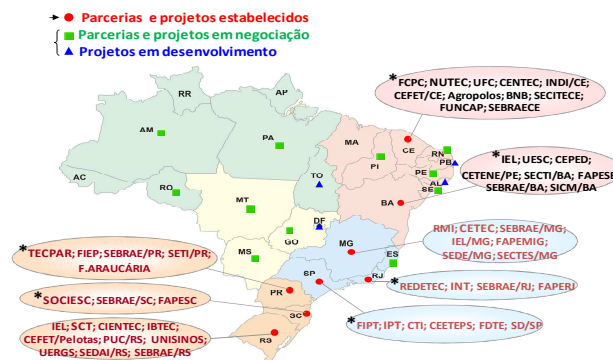 Parcerias e projetos estabelecidos
Parcerias e projetos em negociação
Projetos em desenvolvimento
*FCPC; NUTEC; UFC; CENTEC; INDI/CE;
CEFET/CE; Agropolos; BNB; SECITECE;
FUNCAP; SEBRAECE
RR
AP
AM
PA
MA
CE
RN
PB
PI
PE
AL
SE
AC
RO
TO
BA
MT
DF
GO
MG
ES
MS
SP
RJ
PR
SC
RS
*IEL; UESC; CEPED;
CETENE/PE; SECTI/BA; FAPESB
SEBRAE/BA; SICM/BA
RMI; CETEC; SEBRAE/MG;
IEL/MG; FAPEMIG;
SEDE/MG; SECTES/MG
*TECPAR; FIEP; SEBRAE/PR; SETI/PR;
F.ARAUCÁRIA
*REDETEC; INT; SEBRAE/RJ; FAPERJ
*SOCIESC; SEBRAE/SC; FAPESC
*FIPT; IPT; CTI; CEETEPS; FDTE; SD/SP
IEL; SCT; CIENTEC; IBTEC;
CEFET/Pelotas; PUC/RS; UNISINOS;
UERGS; SEDAI/RS; SEBRAE/RS